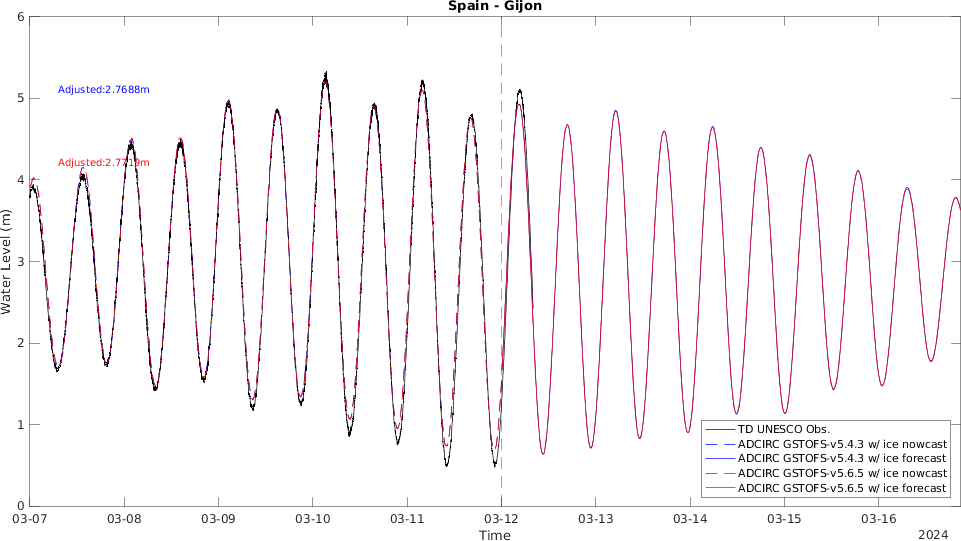 Spain - Gijon
6
5
4
3
2
1
0
Water Level (m)
Adjusted:2.7688m
Adjusted:2.7719m
TD UNESCO Obs.
ADCIRC GSTOFS-v5.4.3 w/ ice nowcast
ADCIRC GSTOFS-v5.4.3 w/ ice forecast
ADCIRC GSTOFS-v5.6.5 w/ ice nowcast
ADCIRC GSTOFS-v5.6.5 w/ ice forecast
03-07 03-08 03-09 03-10 03-11 03-12 03-13 03-14 03-15 03-16
Time
2024